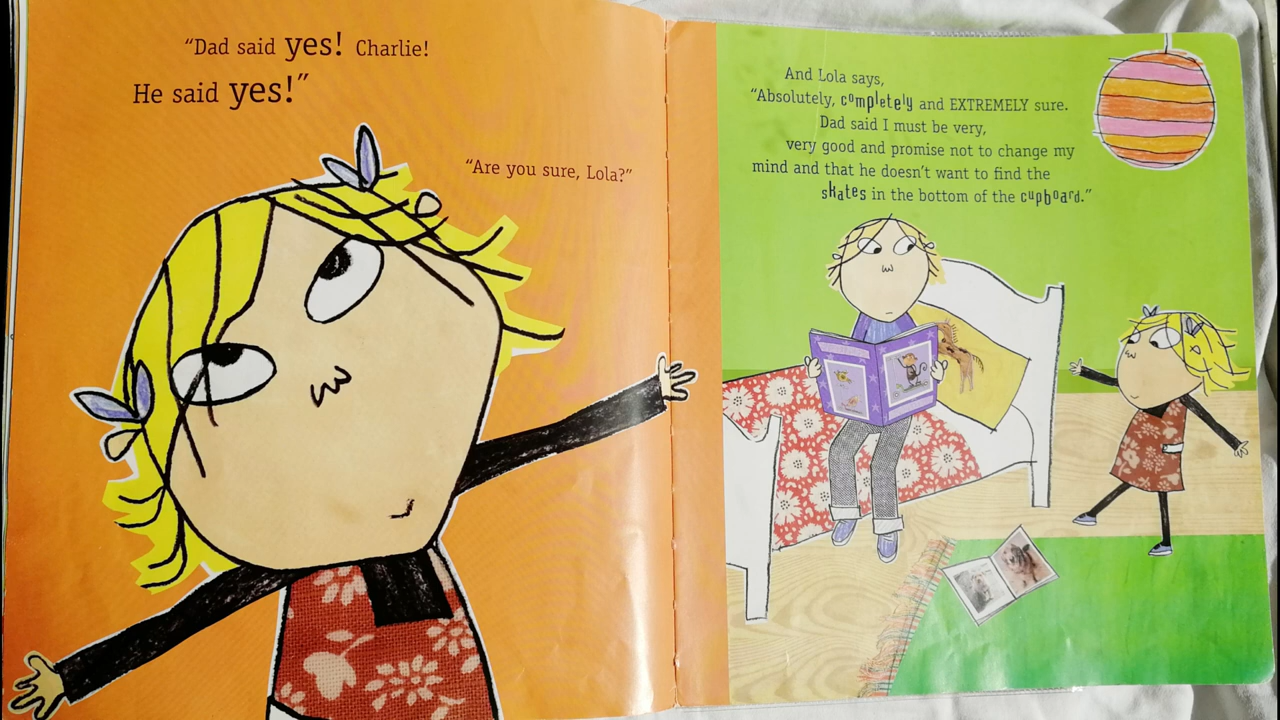 “Dad said yes! Charlie!
He said yes!”
“Are you sure, Lola?”
And Lola says,
“Absolutely, completely and EXTREMELY sure.
Dad said I must be very,
very good and promise not to change my
mind and that he doesn’t want to find the
skates in the bottom of the cupboard.”